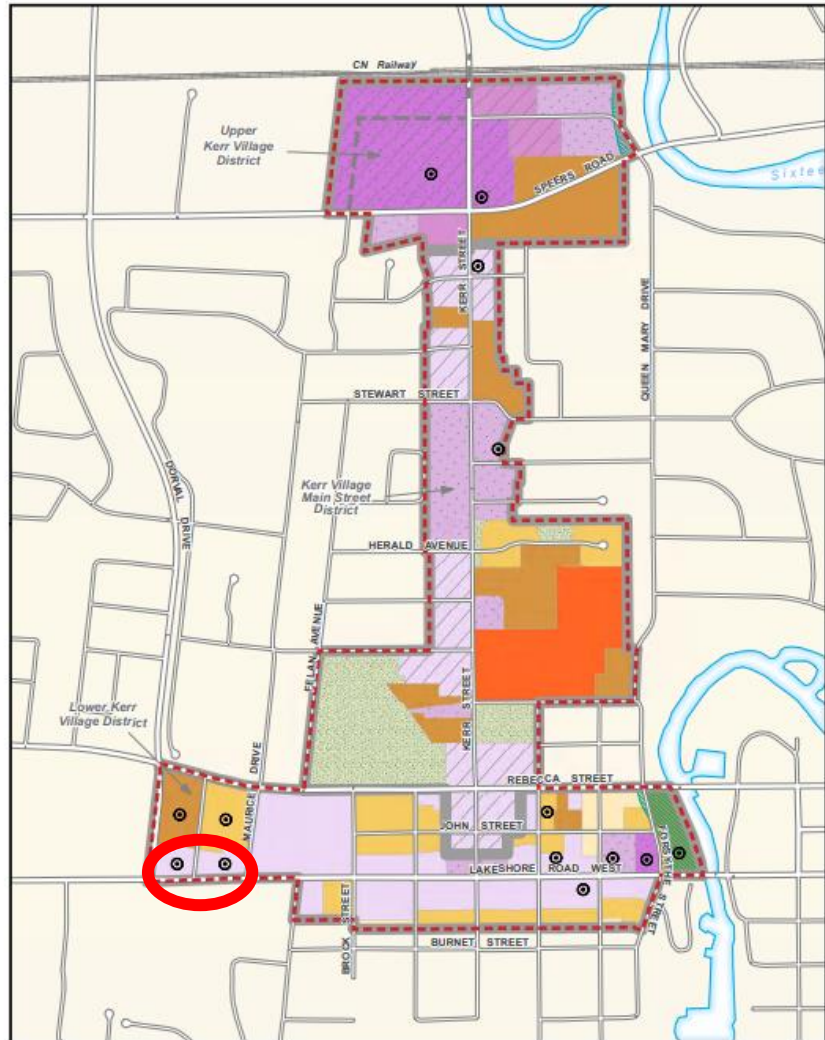 CN Railway
Upper
Kerr Village
District
SPEERS ROAD
Sixtee
KERR STREET
QUEEN MARY DRIVE
STEWART STREET
DORVAL DRIVE
Kerr Village
Main Street
District
HERALD AVENUE
FELAN AVENUE
Lower Kerr
Village District
KERR STREET
MAURICE DRIVE
REBECCA STREET
JOHN STREET
FORSYTHE STREET
LAKESHORE ROAD WEST
BROCK STREET
BURNET STREET